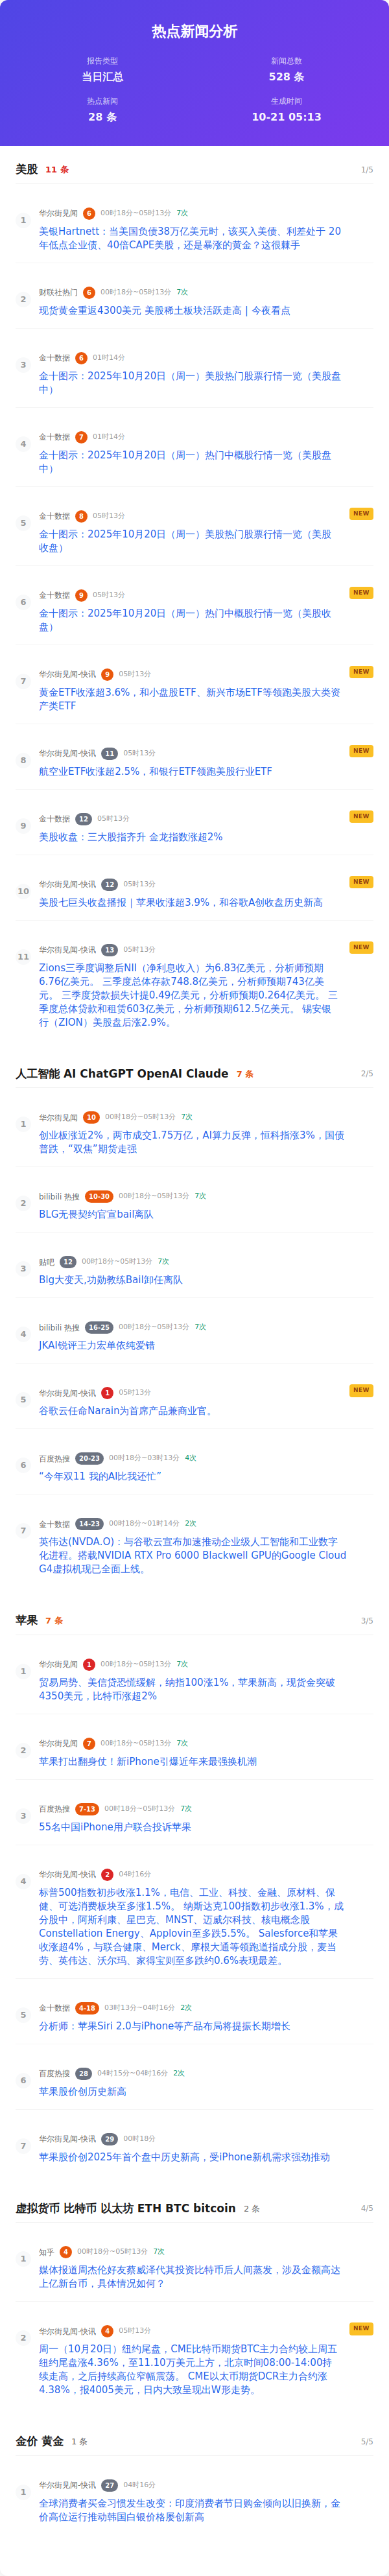 热点新闻分析
报告类型
新闻总数
当日汇总
528 条
热点新闻
生成时间
28 条
10-21 05:13
美股 11 条 1/5
1
华尔街见闻 6 00时18分~05时13分 7次
美银Hartnett：当美国负债38万亿美元时，该买入美债、利差处于 20
年低点企业债、40倍CAPE美股，还是暴涨的黄金？这很棘手
2
财联社热门 6 00时18分~05时13分 7次
现货黄金重返4300美元 美股稀土板块活跃走高 | 今夜看点
3
金十数据 6 01时14分
金十图示：2025年10月20日（周一）美股热门股票行情一览（美股盘
中）
4
金十数据 7 01时14分
金十图示：2025年10月20日（周一）热门中概股行情一览（美股盘
中）
5
金十数据 8 05时13分 NEW
金十图示：2025年10月20日（周一）美股热门股票行情一览（美股
收盘）
6
金十数据 9 05时13分 NEW
金十图示：2025年10月20日（周一）热门中概股行情一览（美股收
盘）
7
华尔街见闻-快讯 9 05时13分 NEW
黄金ETF收涨超3.6%，和小盘股ETF、新兴市场ETF等领跑美股大类资
产类ETF
8
华尔街见闻-快讯 11 05时13分 NEW
航空业ETF收涨超2.5%，和银行ETF领跑美股行业ETF
9
金十数据 12 05时13分 NEW
美股收盘：三大股指齐升 金龙指数涨超2%
10
华尔街见闻-快讯 12 05时13分 NEW
美股七巨头收盘播报｜苹果收涨超3.9%，和谷歌A创收盘历史新高
11
华尔街见闻-快讯 13 05时13分 NEW
Zions三季度调整后NII（净利息收入）为6.83亿美元，分析师预期
6.76亿美元。 三季度总体存款748.8亿美元，分析师预期743亿美
元。 三季度贷款损失计提0.49亿美元，分析师预期0.264亿美元。 三
季度总体贷款和租赁603亿美元，分析师预期612.5亿美元。 锡安银
行（ZION）美股盘后涨2.9%。
人工智能 AI ChatGPT OpenAI Claude 7 条 2/5
1
华尔街见闻 10 00时18分~05时13分 7次
创业板涨近2%，两市成交1.75万亿，AI算力反弹，恒科指涨3%，国债
普跌，“双焦”期货走强
2
bilibili 热搜 10-30 00时18分~05时13分 7次
BLG无畏契约官宣bail离队
3
贴吧 12 00时18分~05时13分 7次
Blg大变天,功勋教练Bail卸任离队
4
bilibili 热搜 16-25 00时18分~05时13分 7次
JKAI锐评王力宏单依纯爱错
5
华尔街见闻-快讯 1 05时13分 NEW
谷歌云任命Narain为首席产品兼商业官。
6
百度热搜 20-23 00时18分~03时13分 4次
“今年双11 我的AI比我还忙”
7
金十数据 14-23 00时18分~01时14分 2次
英伟达(NVDA.O)：与谷歌云宣布加速推动企业级人工智能和工业数字
化进程。搭载NVIDIA RTX Pro 6000 Blackwell GPU的Google Cloud
G4虚拟机现已全面上线。
苹果 7 条 3/5
1
华尔街见闻 1 00时18分~05时13分 7次
贸易局势、美信贷恐慌缓解，纳指100涨1%，苹果新高，现货金突破
4350美元，比特币涨超2%
2
华尔街见闻 7 00时18分~05时13分 7次
苹果打出翻身仗！新iPhone引爆近年来最强换机潮
3
百度热搜 7-13 00时18分~05时13分 7次
55名中国iPhone用户联合投诉苹果
4
华尔街见闻-快讯 2 04时16分
标普500指数初步收涨1.1%，电信、工业、科技、金融、原材料、保
健、可选消费板块至多涨1.5%。 纳斯达克100指数初步收涨1.3%，成
分股中，阿斯利康、星巴克、MNST、迈威尔科技、核电概念股
Constellation Energy、Applovin至多跌5.5%。 Salesforce和苹果
收涨超4%，与联合健康、Merck、摩根大通等领跑道指成分股，麦当
劳、英伟达、沃尔玛、家得宝则至多跌约0.6%表现最差。
5
金十数据 4-18 03时13分~04时16分 2次
分析师：苹果Siri 2.0与iPhone等产品布局将提振长期增长
6
百度热搜 28 04时15分~04时16分 2次
苹果股价创历史新高
7
华尔街见闻-快讯 29 00时18分
苹果股价创2025年首个盘中历史新高，受iPhone新机需求强劲推动
虚拟货币 比特币 以太坊 ETH BTC bitcoin 2 条 4/5
1
知乎 4 00时18分~05时13分 7次
媒体报道周杰伦好友蔡威泽代其投资比特币后人间蒸发，涉及金额高达
上亿新台币，具体情况如何？
2
华尔街见闻-快讯 4 05时13分 NEW
周一（10月20日）纽约尾盘，CME比特币期货BTC主力合约较上周五
纽约尾盘涨4.36%，至11.10万美元上方，北京时间08:00-14:00持
续走高，之后持续高位窄幅震荡。 CME以太币期货DCR主力合约涨
4.38%，报4005美元，日内大致呈现出W形走势。
金价 黄金 1 条 5/5
1
华尔街见闻-快讯 27 04时16分
全球消费者买金习惯发生改变：印度消费者节日购金倾向以旧换新，金
价高位运行推动韩国白银价格屡创新高